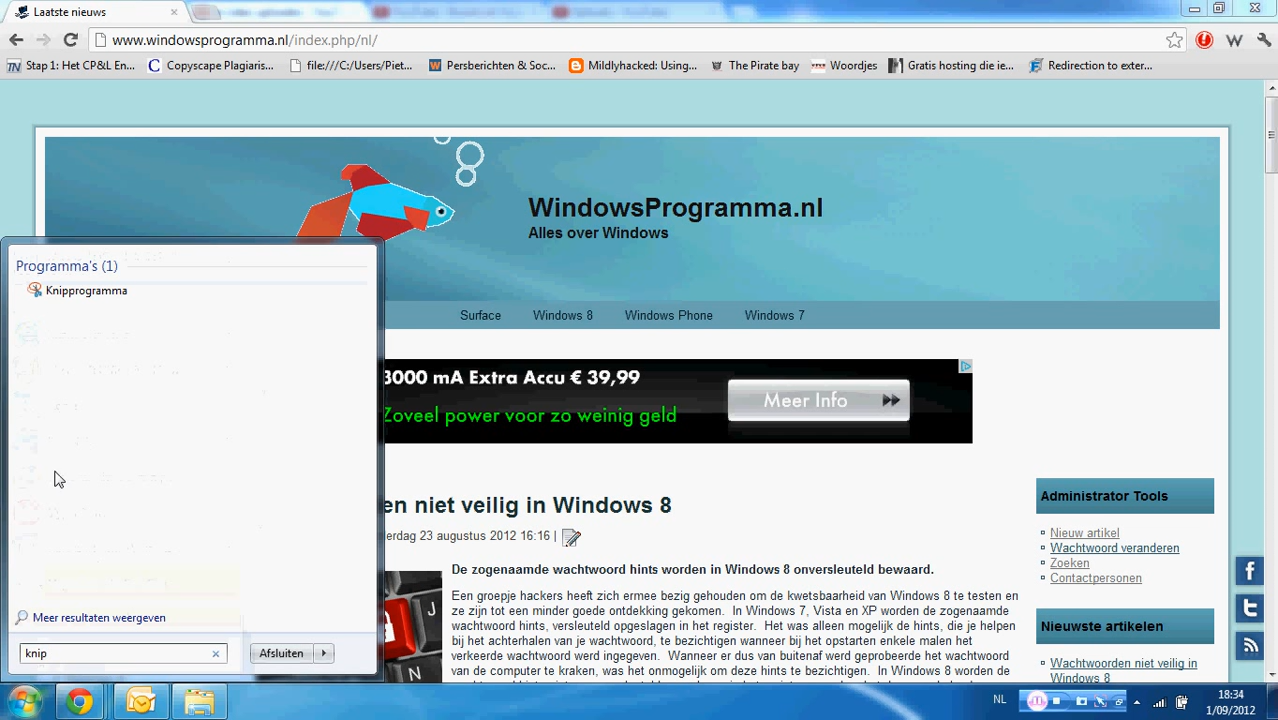 Laatste nieuws
www.windowsprogramma.nl/index.php/nl/
Stap 1: Het CP&L En... Copyscape Plagiaris... file:///C:/Users/Piet... Persberichten & Soc... Mildlyhacked: Using... The Pirate bay Woordjes Gratis hosting die ie... Redirection to exter...
WindowsProgramma.nl
Alles over Windows
Surface Windows 8 Windows Phone Windows 7
3000 mA Extra Accu € 39,99
Zoveel power voor zo weinig geld
Meer Info
en niet veilig in Windows 8
erdag 23 augustus 2012 16:16 |
De zogenaamde wachtwoord hints worden in Windows 8 onversleuteld bewaard.
Een groepje hackers heeft zich ermee bezig gehouden om de kwetsbaarheid van Windows 8 te testen en
ze zijn tot een minder goede ontdekking gekomen. In Windows 7, Vista en XP worden de zogenaamde
wachtwoord hints, versleuteld opgeslagen in het register. Het was alleen mogelijk de hints, die je helpen
bij het achterhalen van je wachtwoord, te bezichtigen wanneer bij het opstarten enkele malen het
verkeerde wachtwoord werd ingegeven. Wanneer er dus van buitenaf werd geprobeerde het wachtwoord
van de computer te kraken, was het onmogelijk om deze hints te bezichtigen. In Windows 8 worden de
Administrator Tools
Nieuw artikel
Wachtwoord veranderen
Zoeken
Contactpersonen
Nieuwste artikelen
Wachtwoorden niet veilig in
Windows 8
Programma's (1)
Knipprogramma
Meer resultaten weergeven
knip
Afsluiten
NL
18:34
1/09/2012